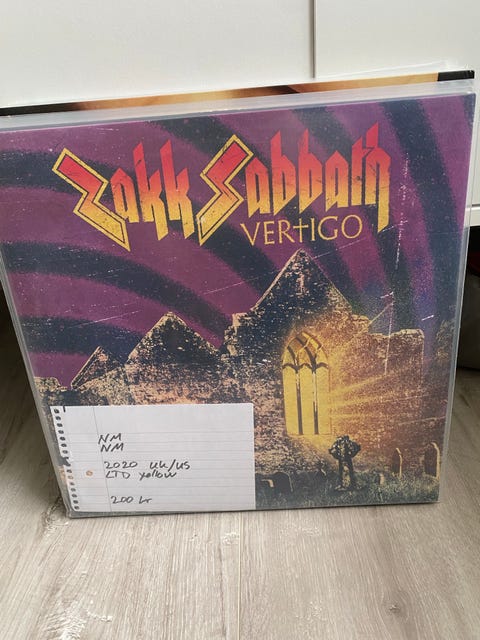 Zakk Sabbath
VERTIGO
NM
NM
2020 UK/US
LTD yellow
200 kr